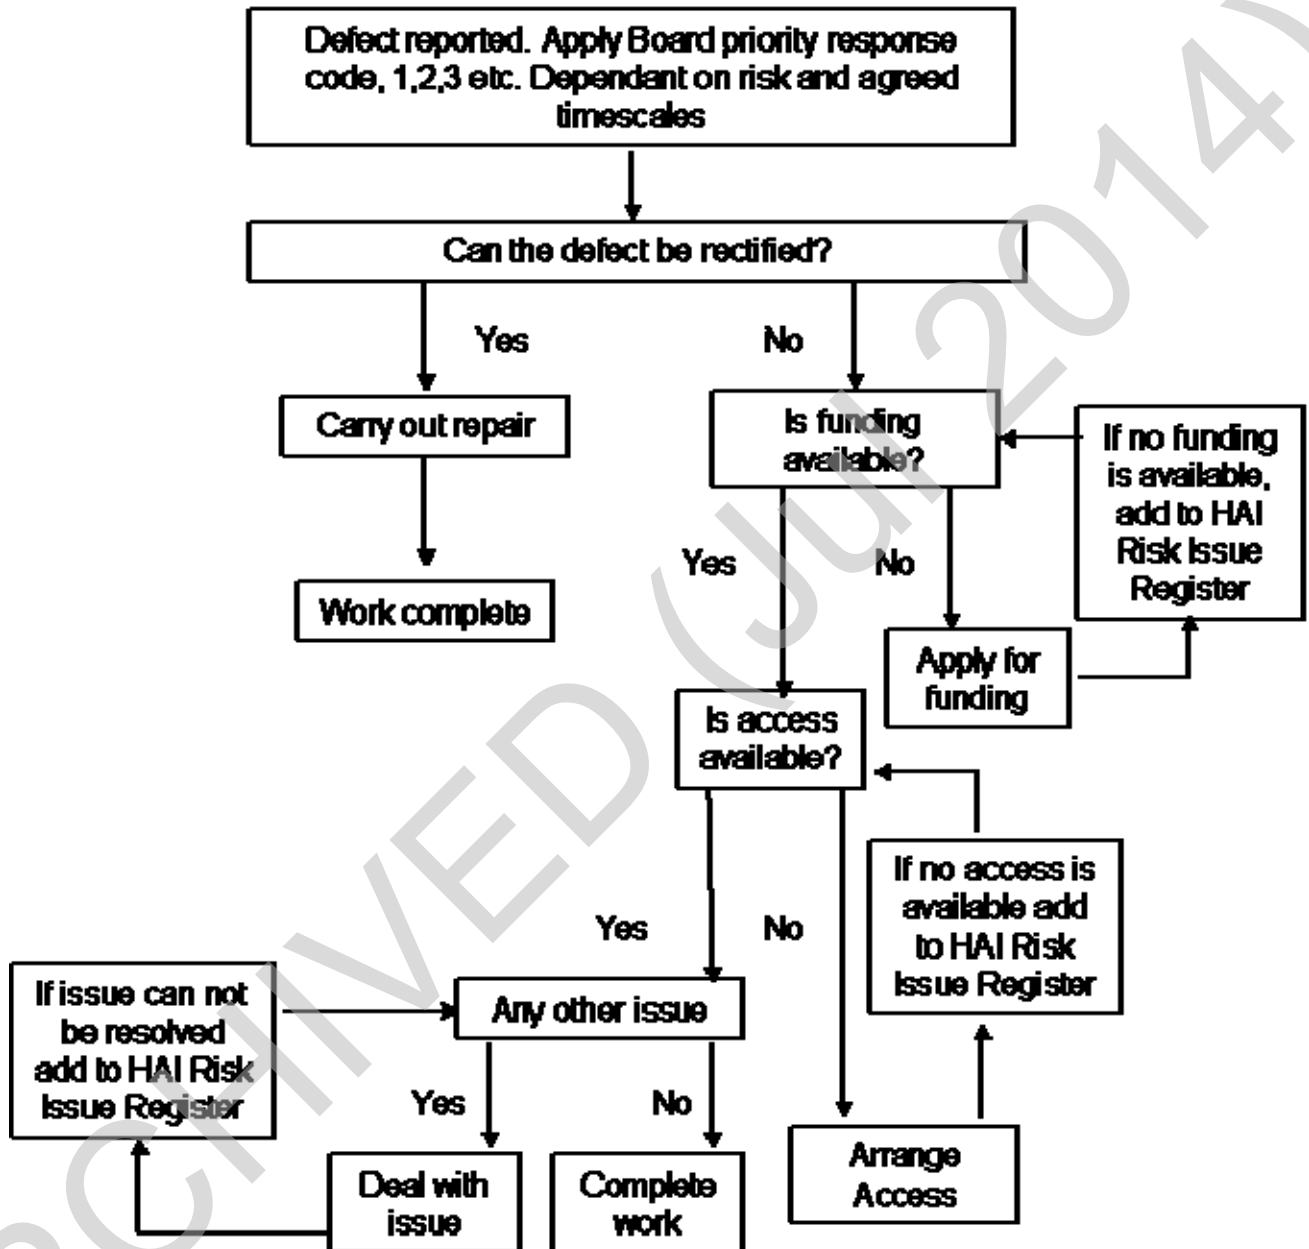 Defect reported. Apply Board priority response
code, 1,2,3 etc. Dependant on risk and agreed
timescales
Can the defect be rectified?
Yes
No
Carry out repair
Is funding
available?
If no funding
is available,
add to HAI
Risk Issue
Register
Work complete
Yes
No
Apply for
funding
Is access
available?
If no access is
available add
to HAI Risk
Issue Register
Yes
No
If issue can not
be resolved
add to HAI Risk
Issue Register
Any other issue
Yes
No
Deal with
issue
Complete
work
Arrange
Access
RCHIVED (Jul 2014)